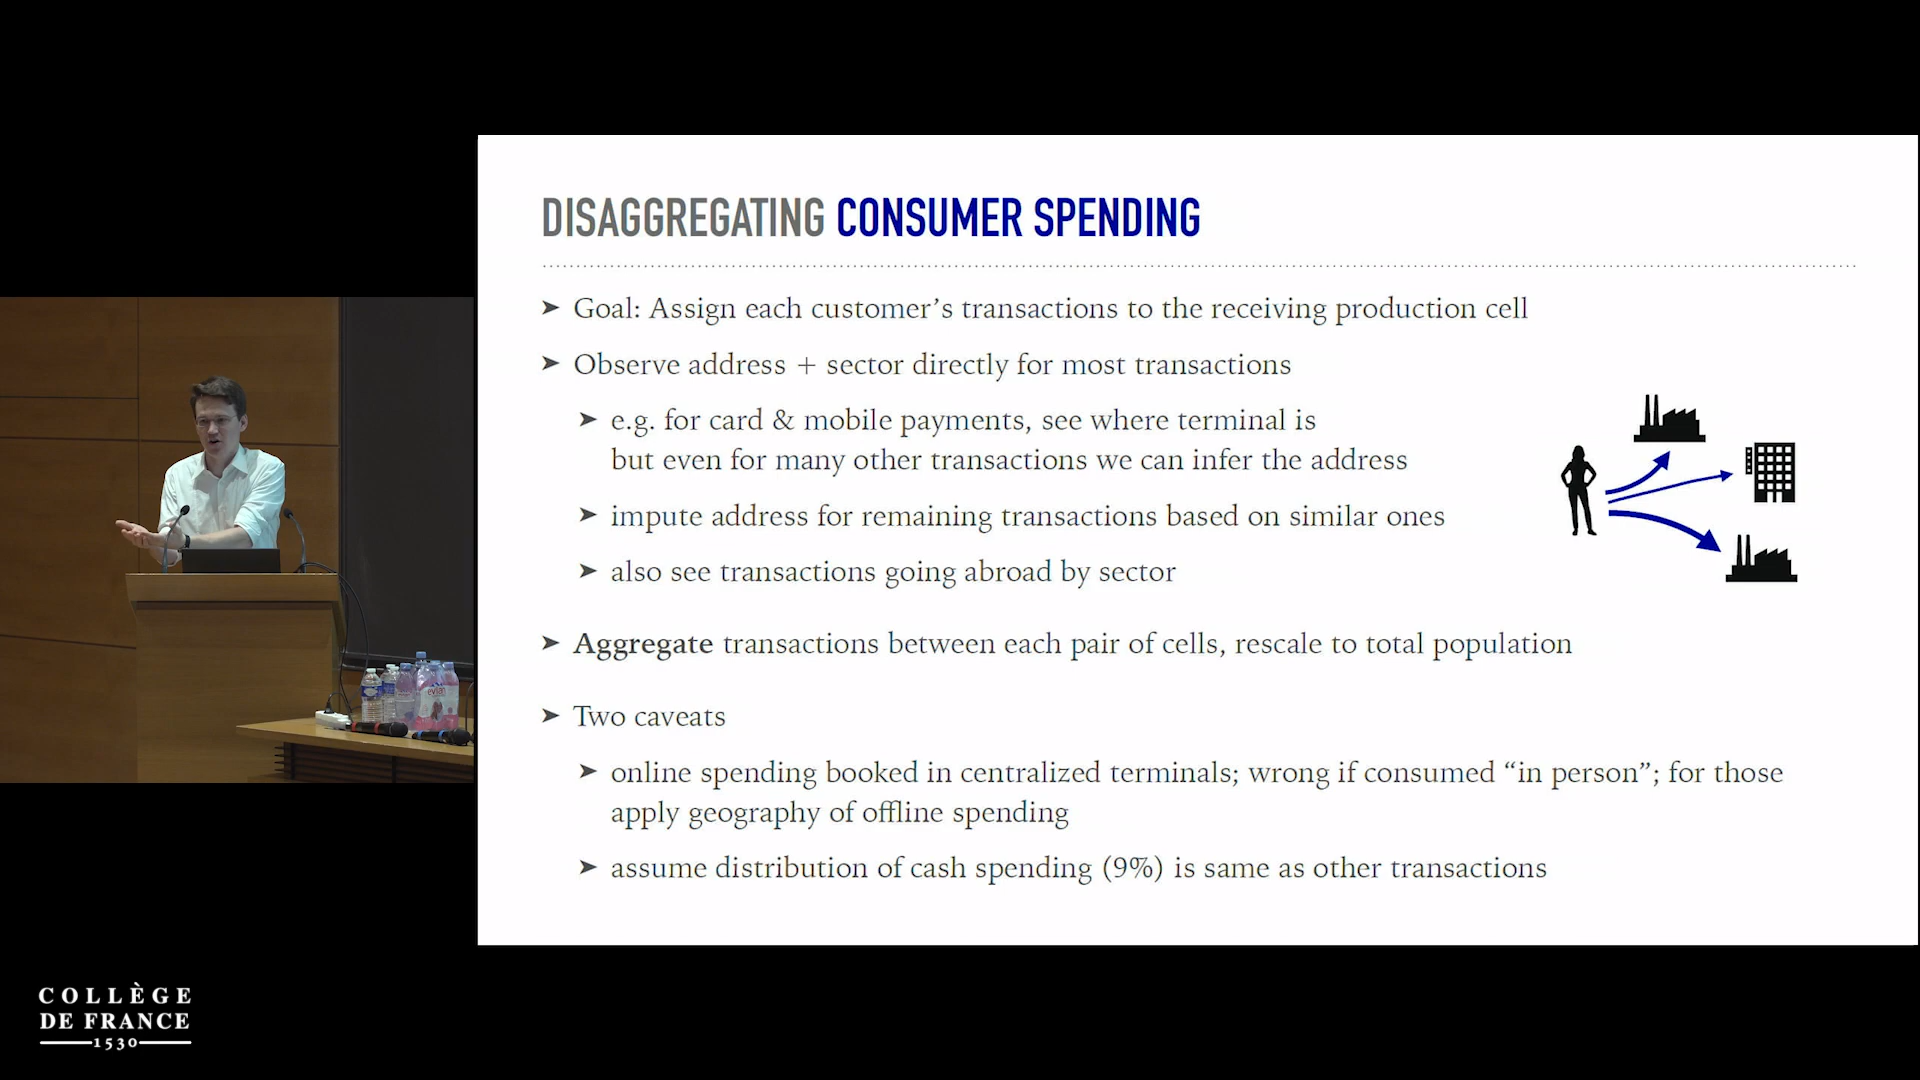 DISAGGREGATING CONSUMER SPENDING
➤ Goal: Assign each customer's transactions to the receiving production cell
➤ Observe address + sector directly for most transactions
➤ e.g. for card & mobile payments, see where terminal is
but even for many other transactions we can infer the address
➤ impute address for remaining transactions based on similar ones
➤ also see transactions going abroad by sector
➤ Aggregate transactions between each pair of cells, rescale to total population
➤ Two caveats
➤ online spending booked in centralized terminals; wrong if consumed “in person”; for those
apply geography of offline spending
➤ assume distribution of cash spending (9%) is same as other transactions
evian
COLLÈGE
DE FRANCE
1530